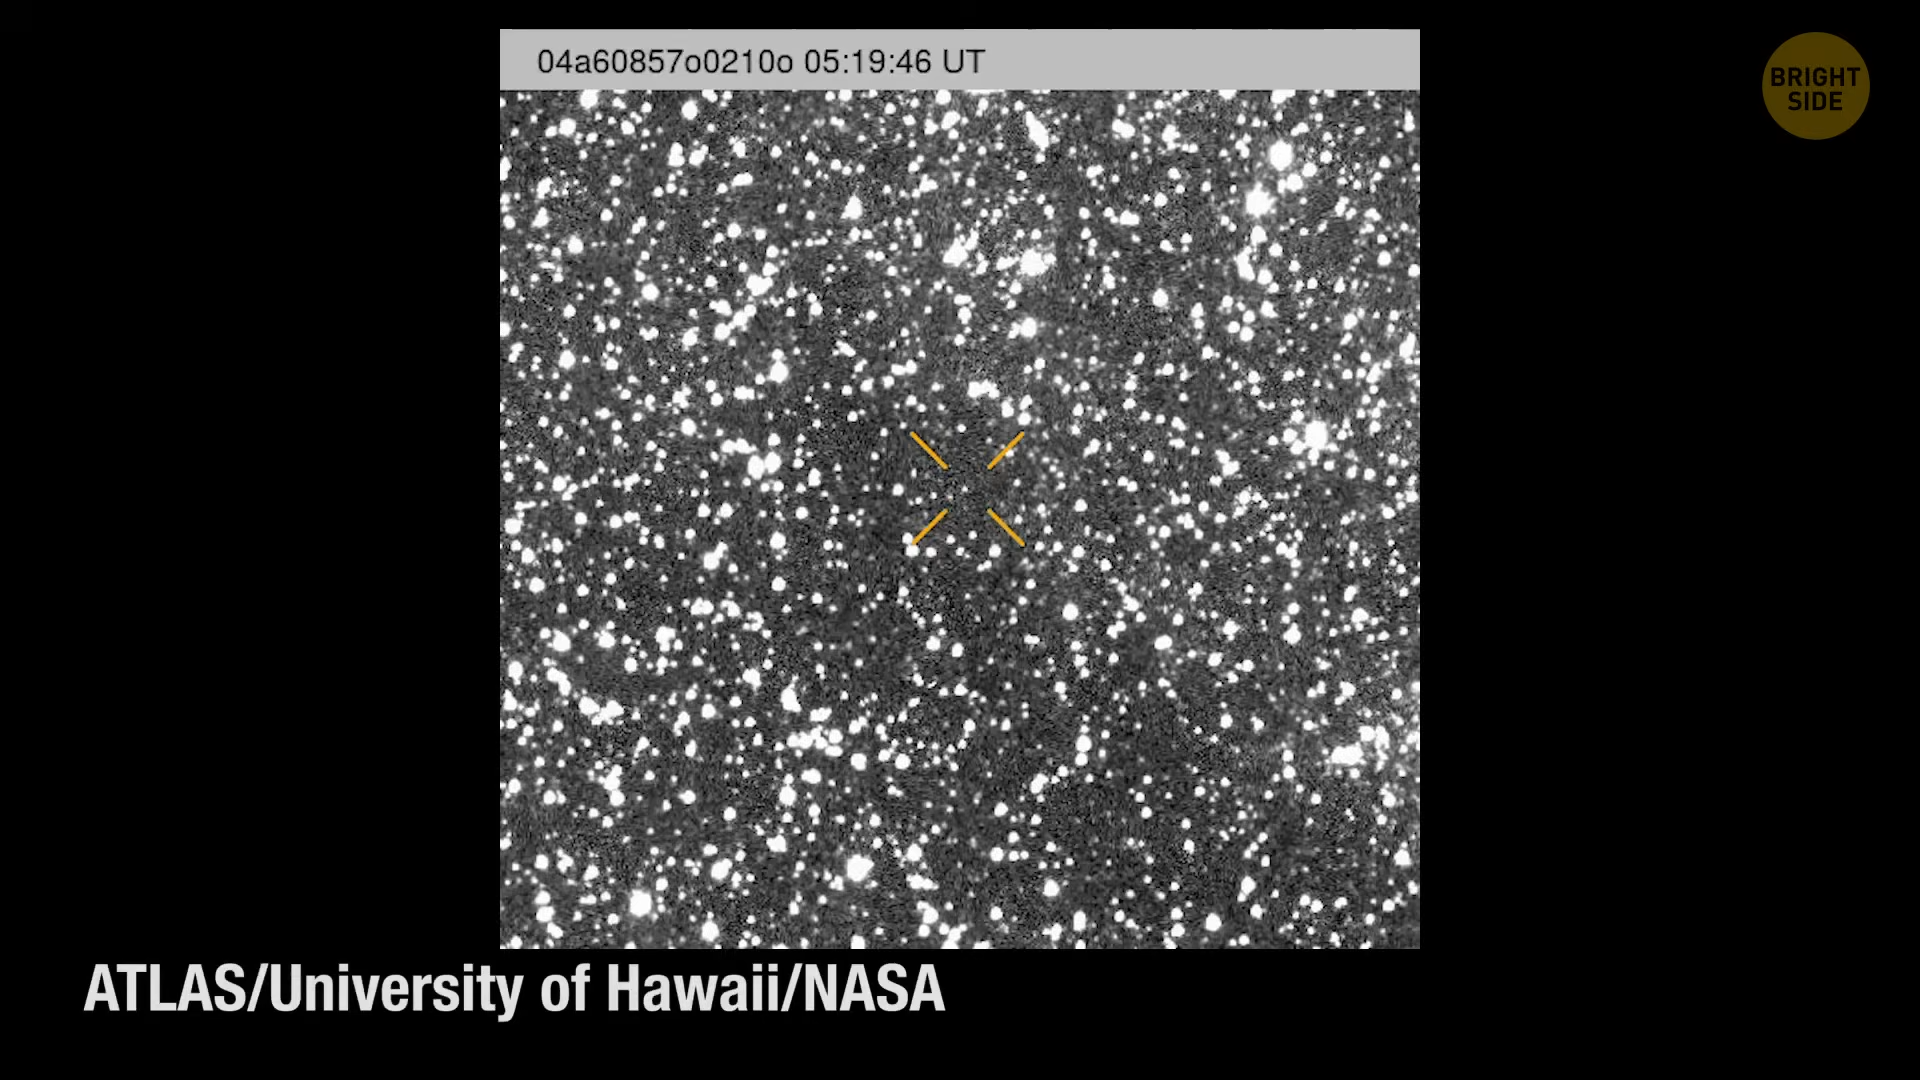 04a60857o0210o 05:19:46 UT
BRIGHT
SIDE
ATLAS/University of Hawaii/NASA